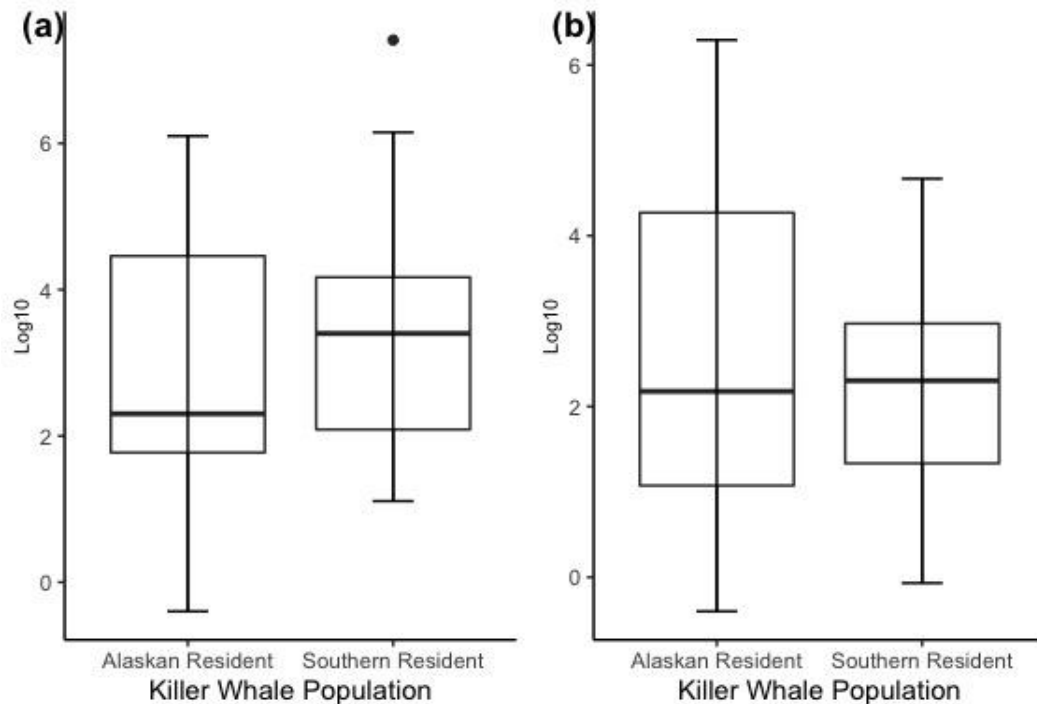 (a)
6
4
2
0
Log10
Alaskan Resident Southern Resident
Killer Whale Population
(b)
6
4
2
0
Log10
Alaskan Resident Southern Resident
Killer Whale Population